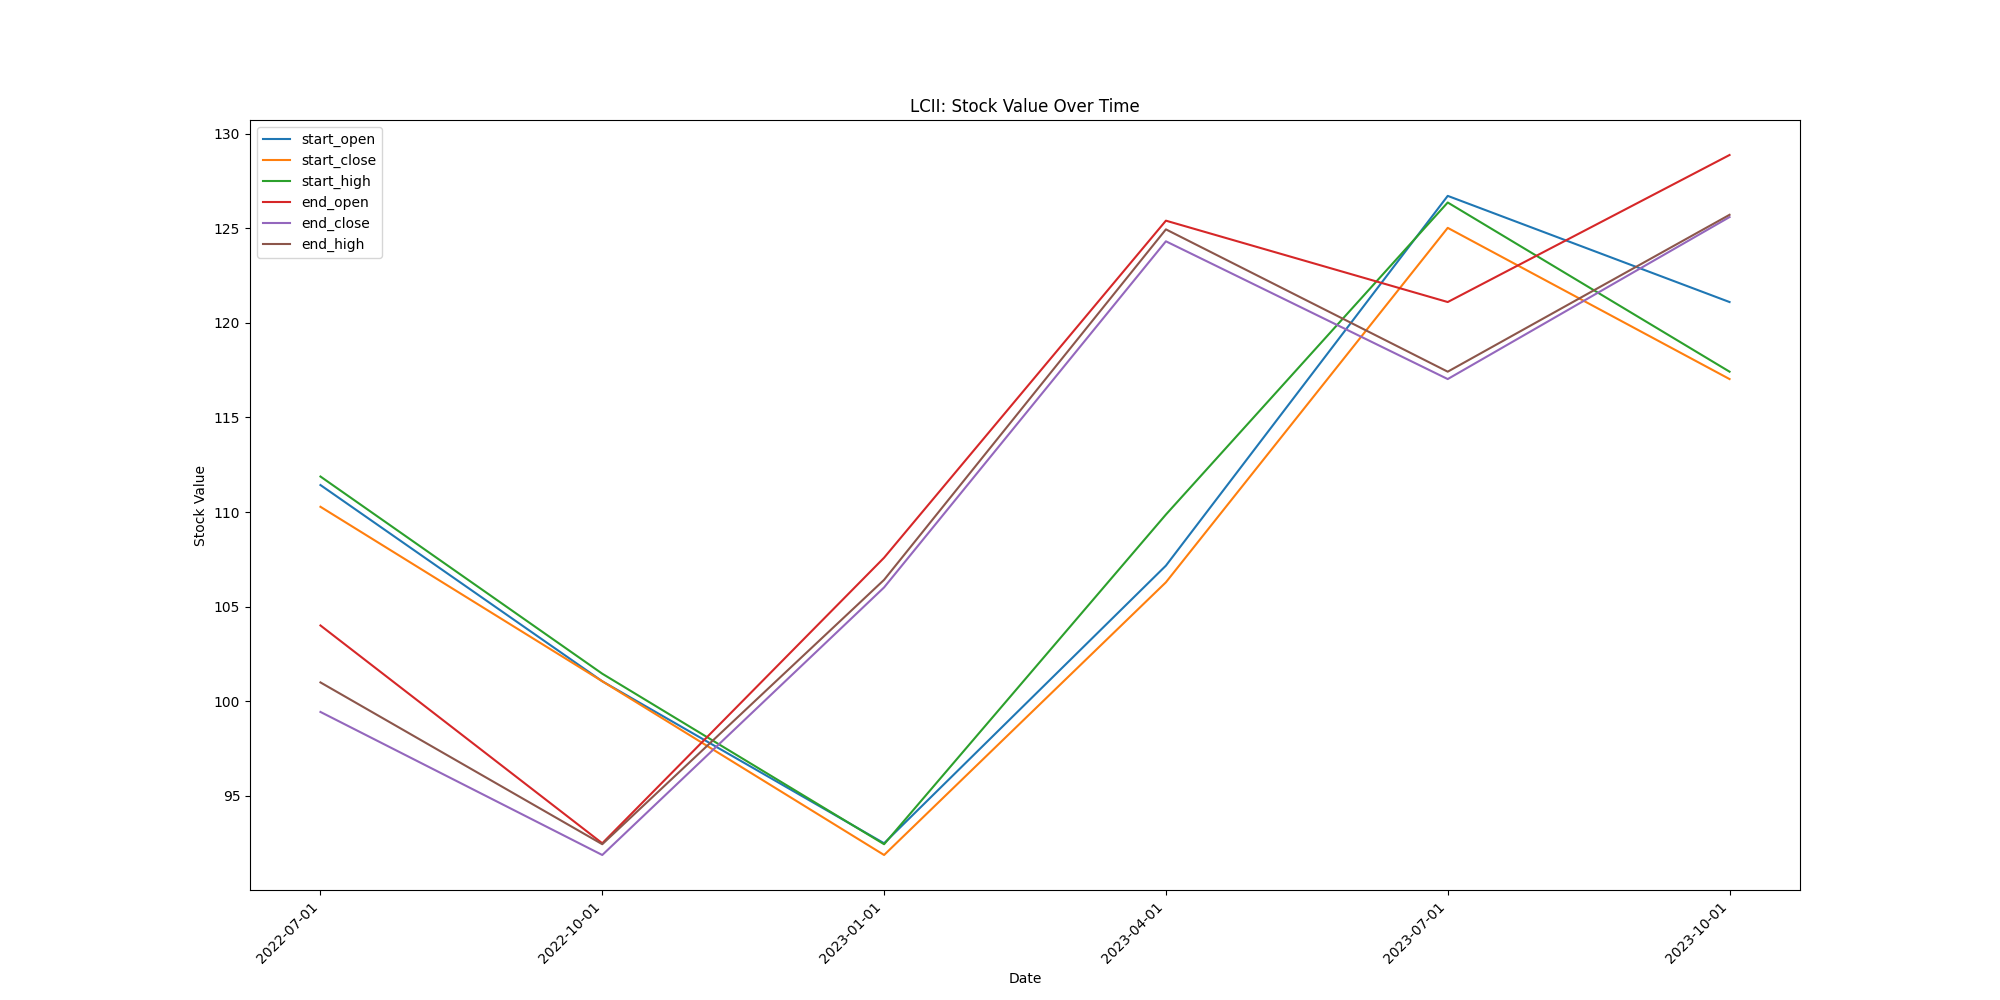 LCII: Stock Value Over Time
130
125
120
115
110
105
100
95
Stock Value
start_open
start_close
start_high
end_open
end_close
end_high
2022-07-01
2022-10-01
2023-01-01
2023-04-01
2023-07-01
2023-10-01
Date